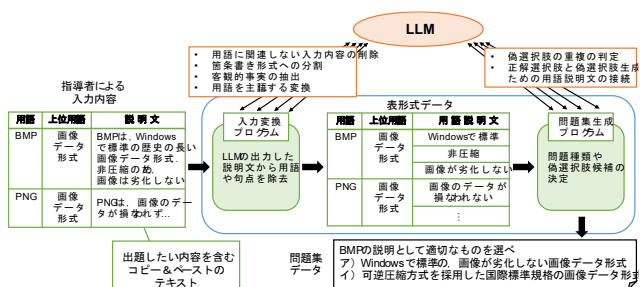 LLM
• 用語に関連しない入力内容の削除
• 箇条書き形式への分割
• 客観的事実の抽出
• 用語を主語する変換
• 偽選択肢の重複の判定
• 正解選択肢と偽選択肢生成
ための用語説明文の接続
指導者による
入力内容
用語 上位用語 説明文
BMP 画像
データ
形式
BMPは、Windows
で標準の歴史の長い
画像データ形式.
非圧縮のため,
画像は劣化しない
PNG 画像
データ
形式
PNGは、画像のデー
タが損なわれず…
入力変換
プログラム
LLMの出力した
説明文から用語
や句点を除去
表形式データ
用語 上位用語 用語説明文
BMP 画像
データ
形式
Windowsで標準
非圧縮
画像が劣化しない
PNG 画像
データ
形式
画像のデータが
損なわれない
⋮
問題集生成
プログラム
問題種類や
偽選択肢候補の
決定
出題したい内容を含む
コピー&ペーストの
テキスト
問題集
データ
BMPの説明として適切なものを選べ
ア）Windowsで標準の、画像が劣化しない画像データ形式
イ）可逆圧縮方式を採用した国際標準規格の画像データ形式